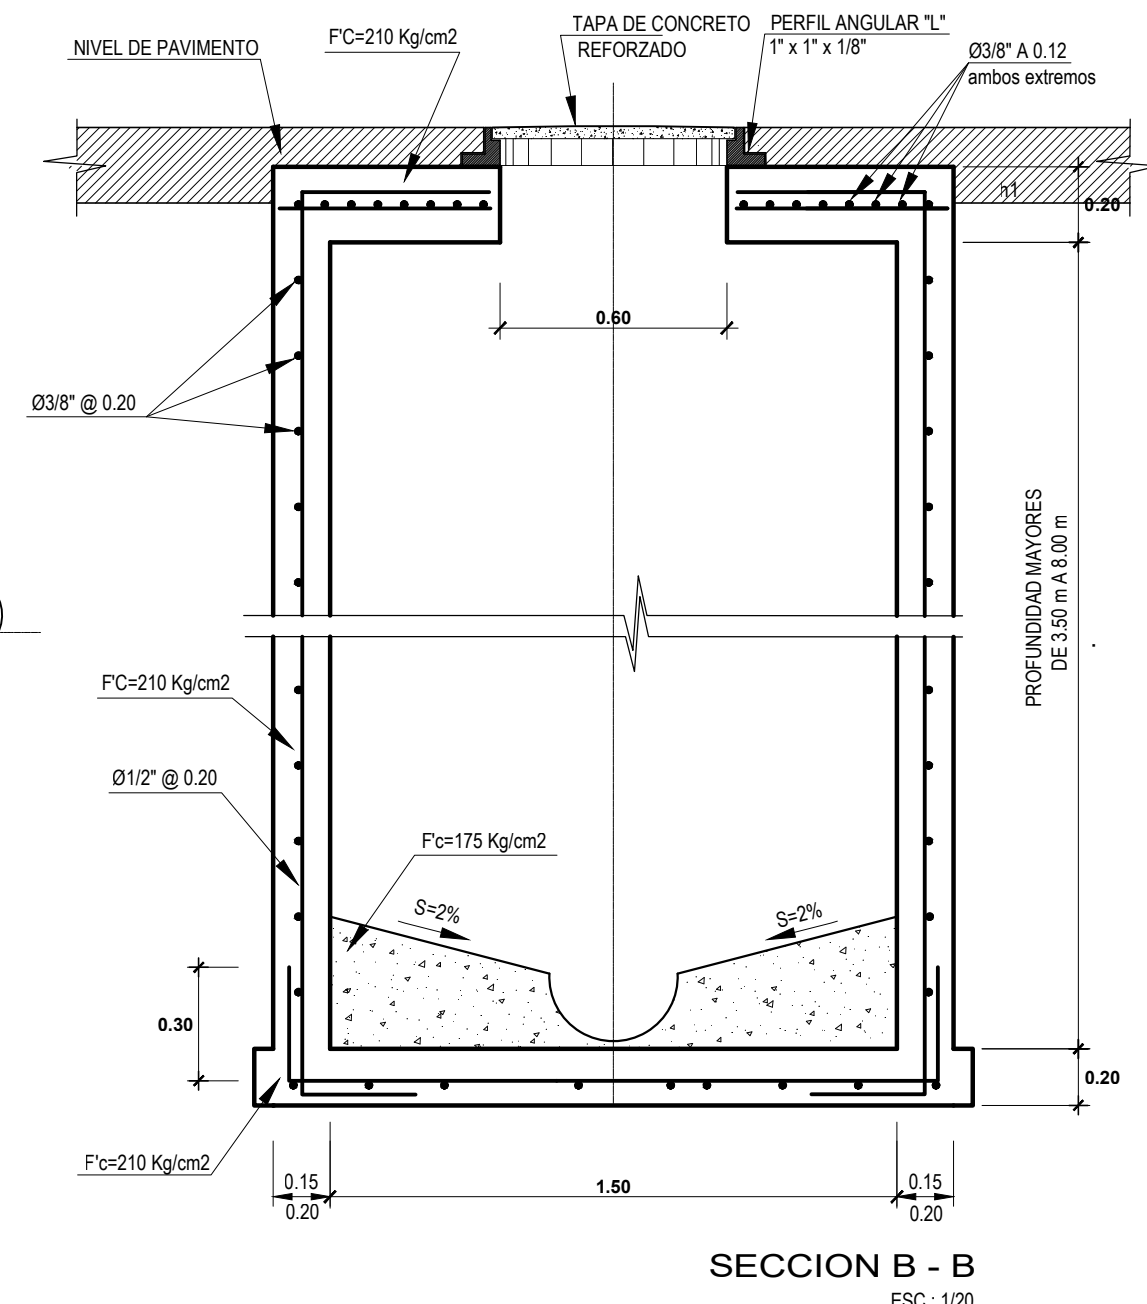 NIVEL DE PAVIMENTO
F'C=210 Kg/cm2
TAPA DE CONCRETO
REFORZADO
PERFIL ANGULAR "L"
1" x 1" x 1/8"
Ø3/8" A 0.12
ambos extremos
h1
0.20
0.60
Ø3/8" @ 0.20
PROFUNDIDAD MAYORES
DE 3.50 m A 8.00 m
F'C=210 Kg/cm2
Ø1/2" @ 0.20
F'c=175 Kg/cm2
S=2%
S=2%
0.30
0.20
F'c=210 Kg/cm2
0.15
0.20
1.50
0.15
0.20
SECCION B - B
ESC.: 1/20